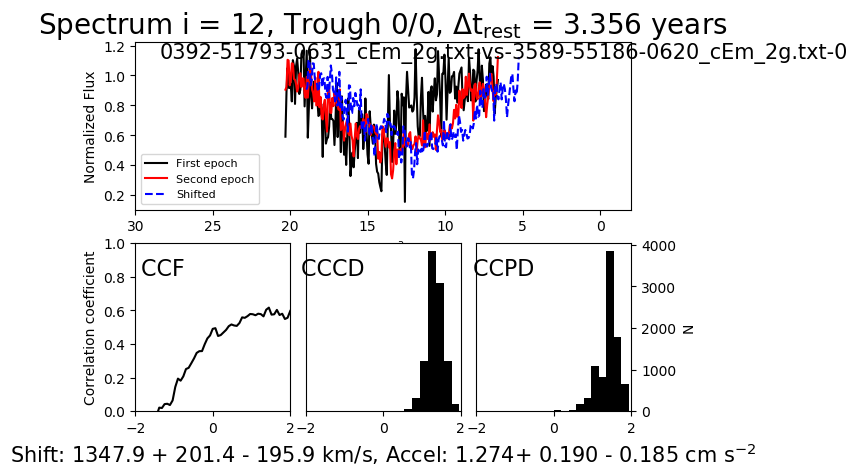 Spectrum i = 12, Trough 0/0, Δt_rest = 3.356 years
0392-51793-0631_cEm_2g.txt-vs-3589-55186-0620_cEm_2g.txt-0
Normalized Flux
1.2
1.0
0.8
0.6
0.4
0.2
First epoch
Second epoch
Shifted
30 25 20 15 10 5 0
Correlation coefficient
1.0
0.8
0.6
0.4
0.2
0.0
CCF
CCCD
CCPD
4000
3000
2000
1000
0
N
−2 0 2
−2 0 2
−2 0 2
Shift: 1347.9 + 201.4 - 195.9 km/s, Accel: 1.274+ 0.190 - 0.185 cm s⁻²